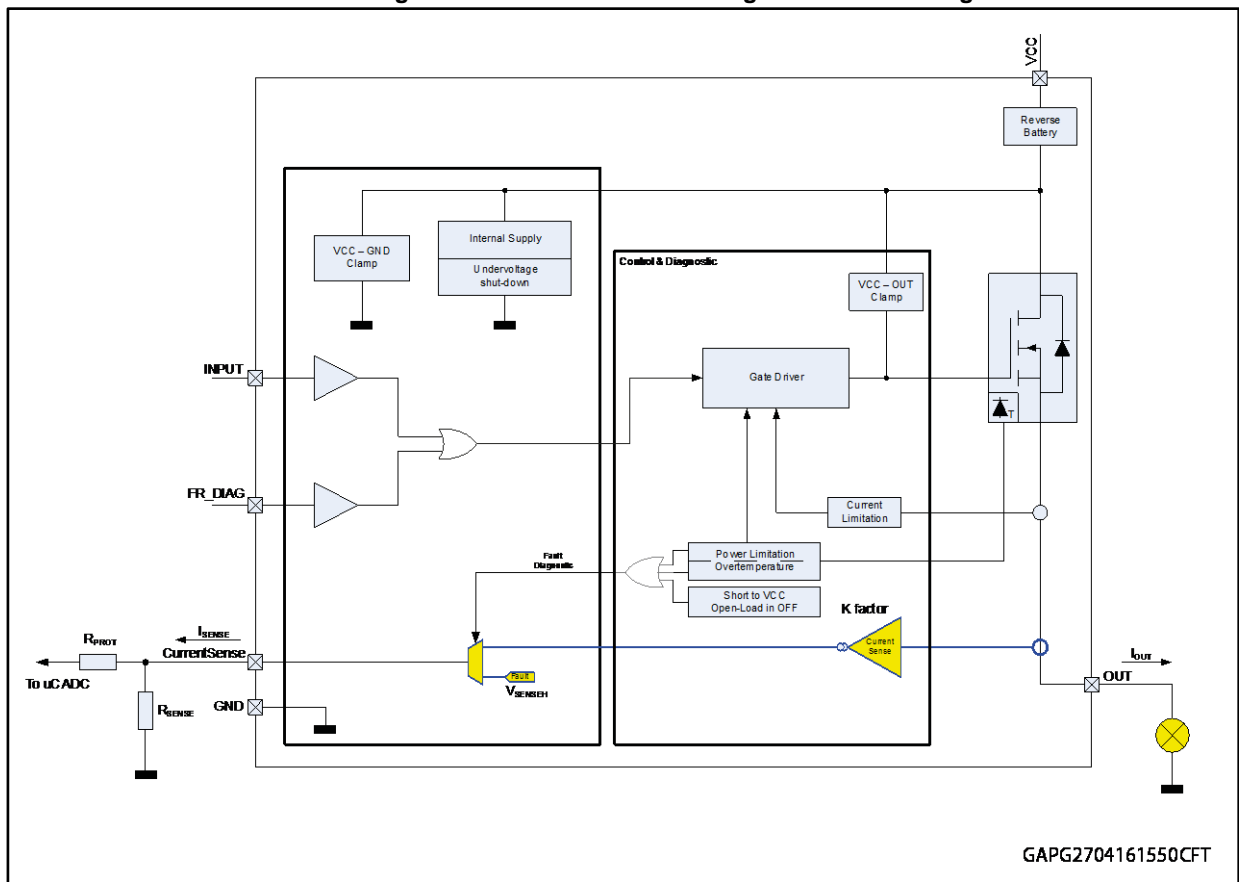 VCC
Reverse
Battery
Internal Supply
VCC – GND
Clamp
Undervoltage
shut-down
Control & Diagnostic
VCC – OUT
Clamp
INPUT
Gate Driver
T
FR_DIAG
Current
Limitation
Fault
Diagnostic
Power Limitation
Overtemperature
Short to VCC
Open-Load in OFF
K factor
Current
Sense
ISENSE
RPROT
CurrentSense
To uC ADC
Fault
VSENSEH
RSENSE
GND
IOUT
OUT
GAPG2704161550CFT